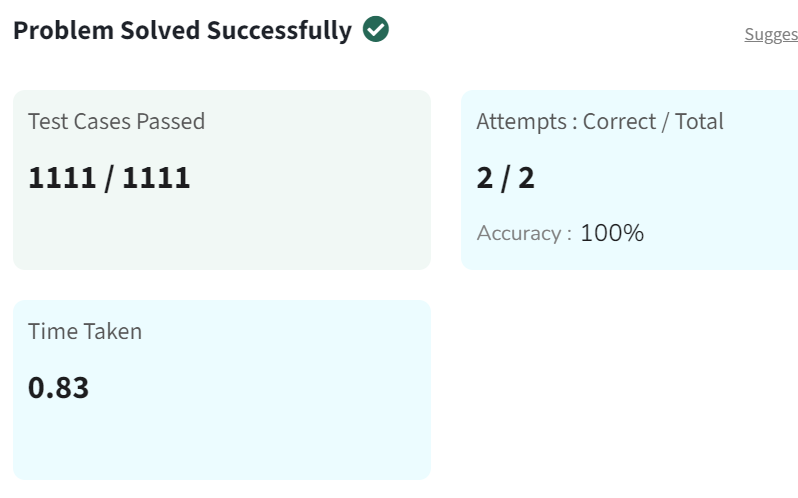 Problem Solved Successfully
Sugges
Test Cases Passed
1111 / 1111
Attempts : Correct / Total
2 / 2
Accuracy : 100%
Time Taken
0.83